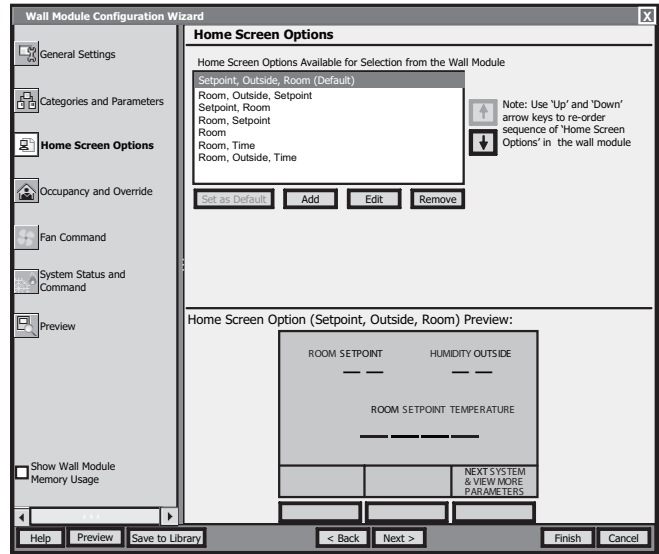 Wall Module Configuration Wizard
X
General Settings
Categories and Parameters
Home Screen Options
Occupancy and Override
Fan Command
System Status and
Command
Preview
Show Wall Module
Memory Usage
Home Screen Options
Home Screen Options Available for Selection from the Wall Module
Setpoint, Outside, Room (Default)
Room, Outside, Setpoint
Setpoint, Room
Room, Setpoint
Room
Room, Time
Room, Outside, Time
Note: Use ‘Up’ and ‘Down’
arrow keys to re-order
sequence of ‘Home Screen
Options’ in the wall module
Set as Default
Add
Edit
Remove
Home Screen Option (Setpoint, Outside, Room) Preview:
ROOM SETPOINT
HUMIDITY OUTSIDE
ROOM SETPOINT TEMPERATURE
NEXT SYSTEM
& VIEW MORE
PARAMETERS
Help
Preview
Save to Library
< Back
Next >
Finish
Cancel